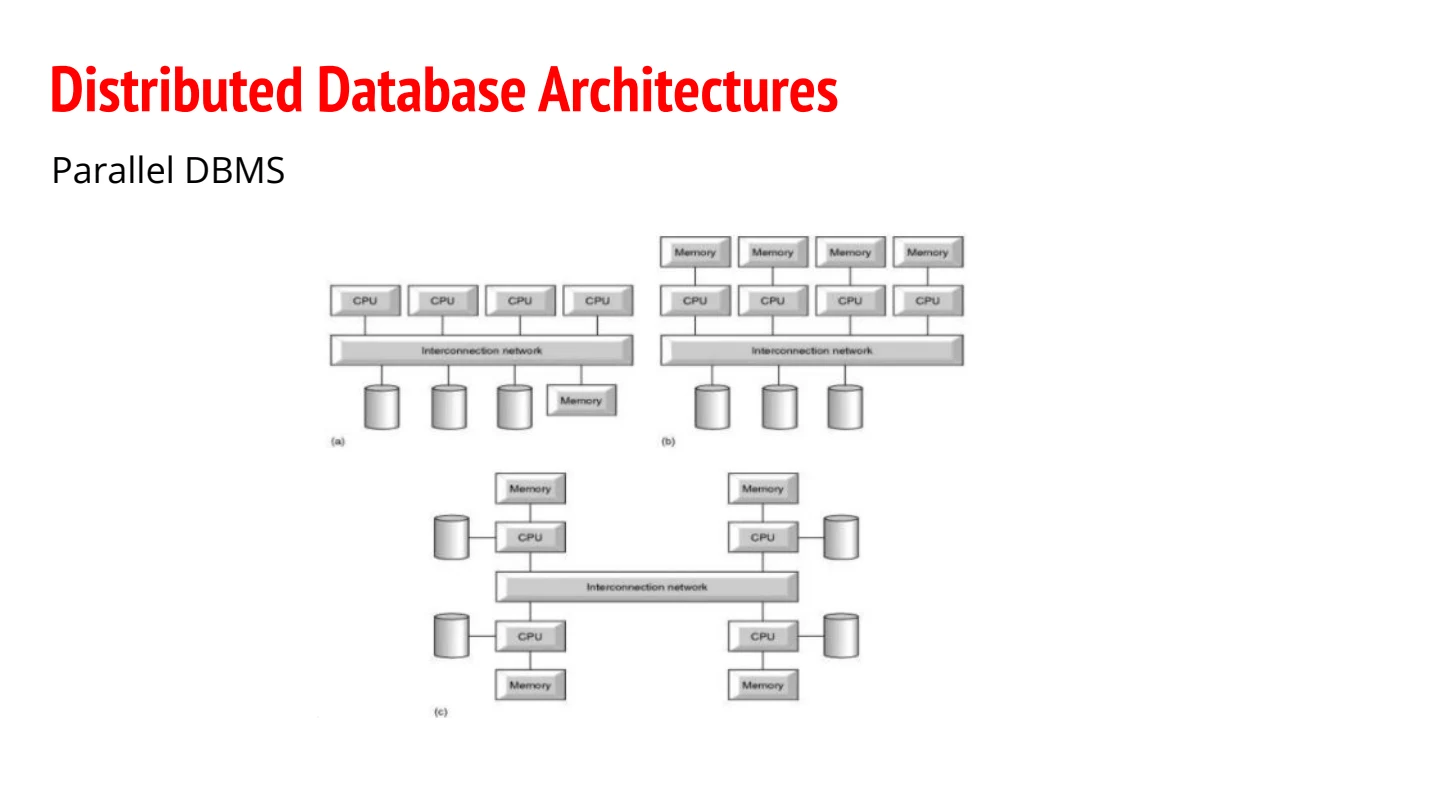 Distributed Database Architectures
Parallel DBMS
Memory Memory Memory Memory
CPU CPU CPU CPU
CPU CPU CPU CPU
Interconnection network
Interconnection network
Memory
(a)
(b)
Memory
Memory
CPU
CPU
Interconnection network
CPU
CPU
Memory
Memory
(c)